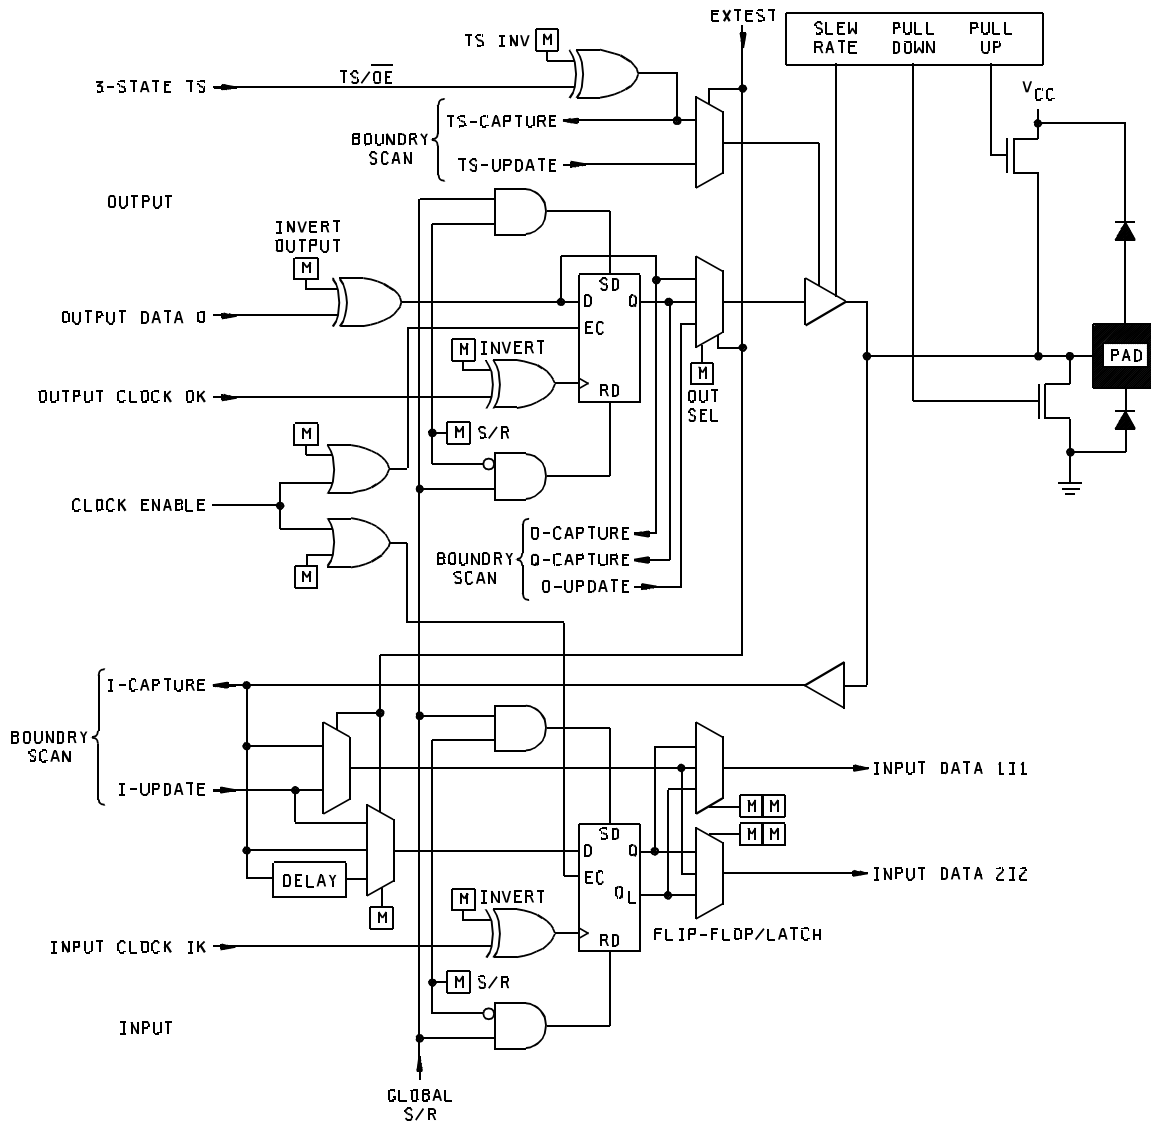 EXTEST
SLEW RATE
PULL DOWN
PULL UP
TS INV M
3-STATE TS
TS/OE
VCC
BOUNDRY SCAN
TS-CAPTURE
TS-UPDATE
OUTPUT
INVERT OUTPUT
M
SD
D
Q
EC
OUTPUT DATA O
M INVERT
RD
OUTPUT CLOCK OK
M
OUT SEL
PAD
M S/R
M
CLOCK ENABLE
M
BOUNDRY SCAN
O-CAPTURE
Q-CAPTURE
O-UPDATE
I-CAPTURE
BOUNDRY SCAN
I-UPDATE
INPUT DATA 1I1
M M
M M
INPUT DATA 2I2
SD
D
Q
EC
QL
RD
DELAY
M
M INVERT
FLIP-FLOP/LATCH
INPUT CLOCK IK
M S/R
INPUT
GLOBAL S/R